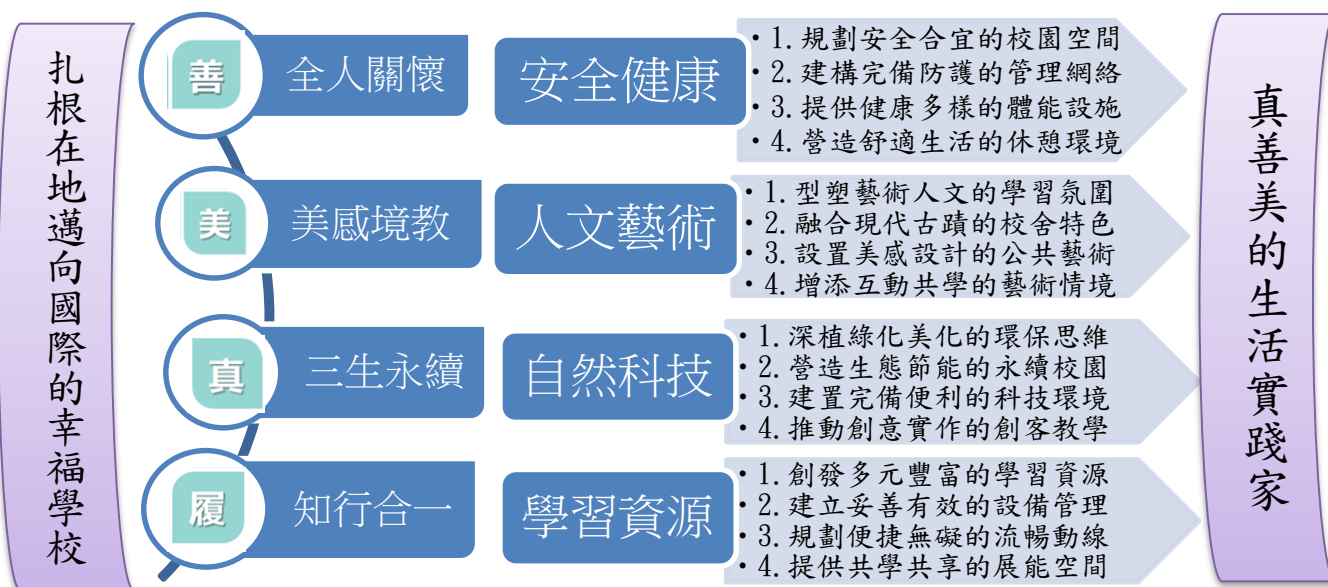 扎根在地邁向國際的幸福學校
善
全人關懷
安全健康
•1.規劃安全合宜的校園空間
•2.建構完備防護的管理網絡
•3.提供健康多樣的體能設施
•4.營造舒適生活的休憩環境
美
美感境教
人文藝術
•1.型塑藝術人文的學習氛圍
•2.融合現代古蹟的校舍特色
•3.設置美感設計的公共藝術
•4.增添互動共學的藝術情境
真
三生永續
自然科技
•1.深植綠化美化的環保思維
•2.營造生態節能的永續校園
•3.建置完備便利的科技環境
•4.推動創意實作的創客教學
履
知行合一
學習資源
•1.創發多元豐富的學習資源
•2.建立妥善有效的設備管理
•3.規劃便捷無礙的流暢動線
•4.提供共學共享的展能空間
真善美的生活實踐家